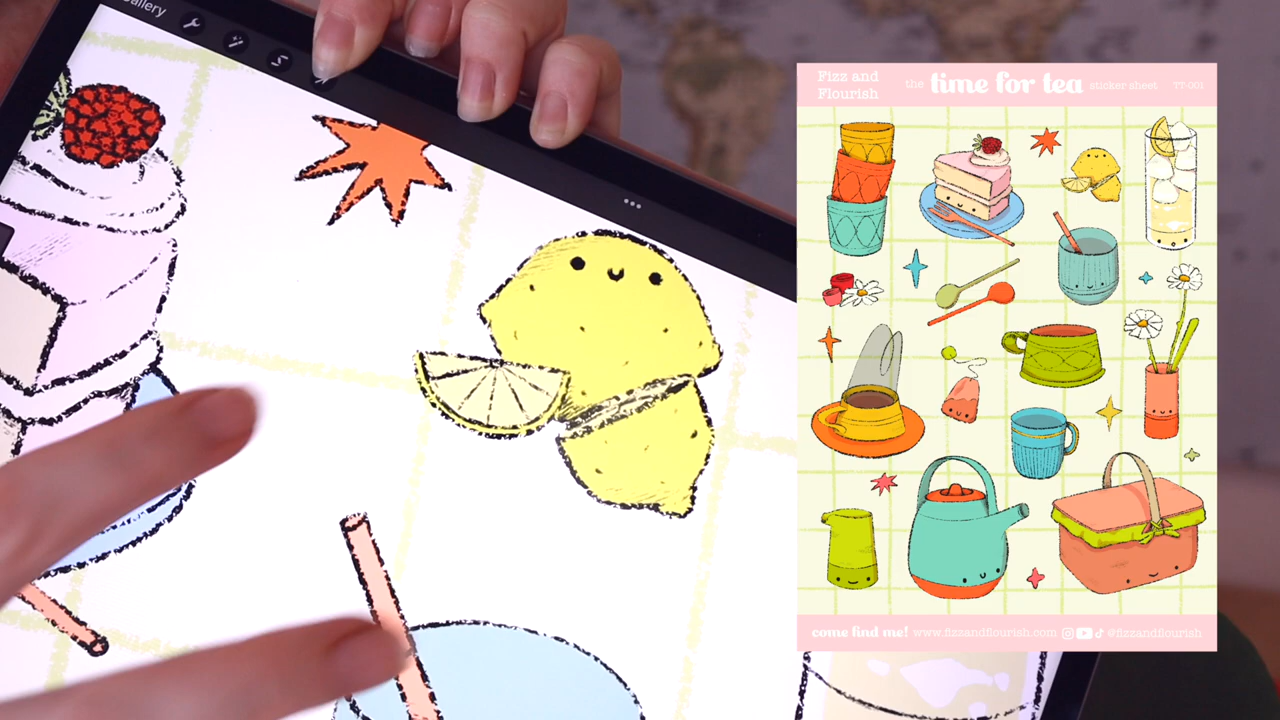 Gallery
Fizz and
Flourish
the time for tea sticker sheet TT-001
come find me! www.fizzandflourish.com @fizzandflourish